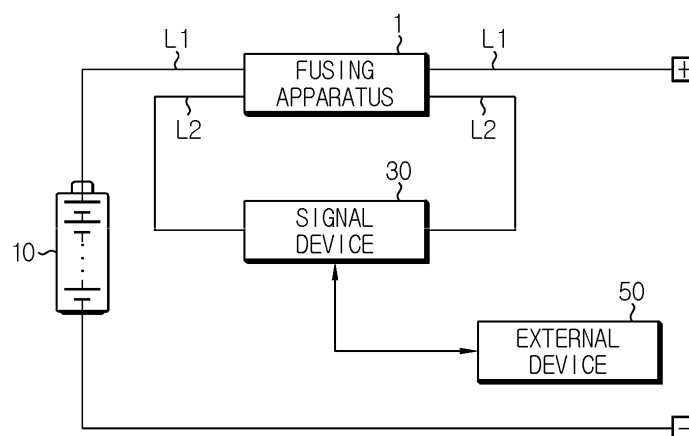 1
L1
L1
FUSING
APPARATUS
+
L2
L2
30
SIGNAL
DEVICE
10
50
EXTERNAL
DEVICE
-